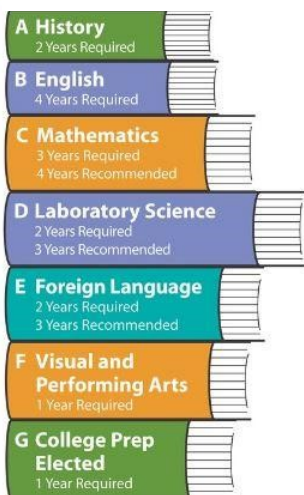 A History
2 Years Required
B English
4 Years Required
C Mathematics
3 Years Required
4 Years Recommended
D Laboratory Science
2 Years Required
3 Years Recommended
E Foreign Language
2 Years Required
3 Years Recommended
F Visual and
Performing Arts
1 Year Required
G College Prep
Elected
1 Year Required